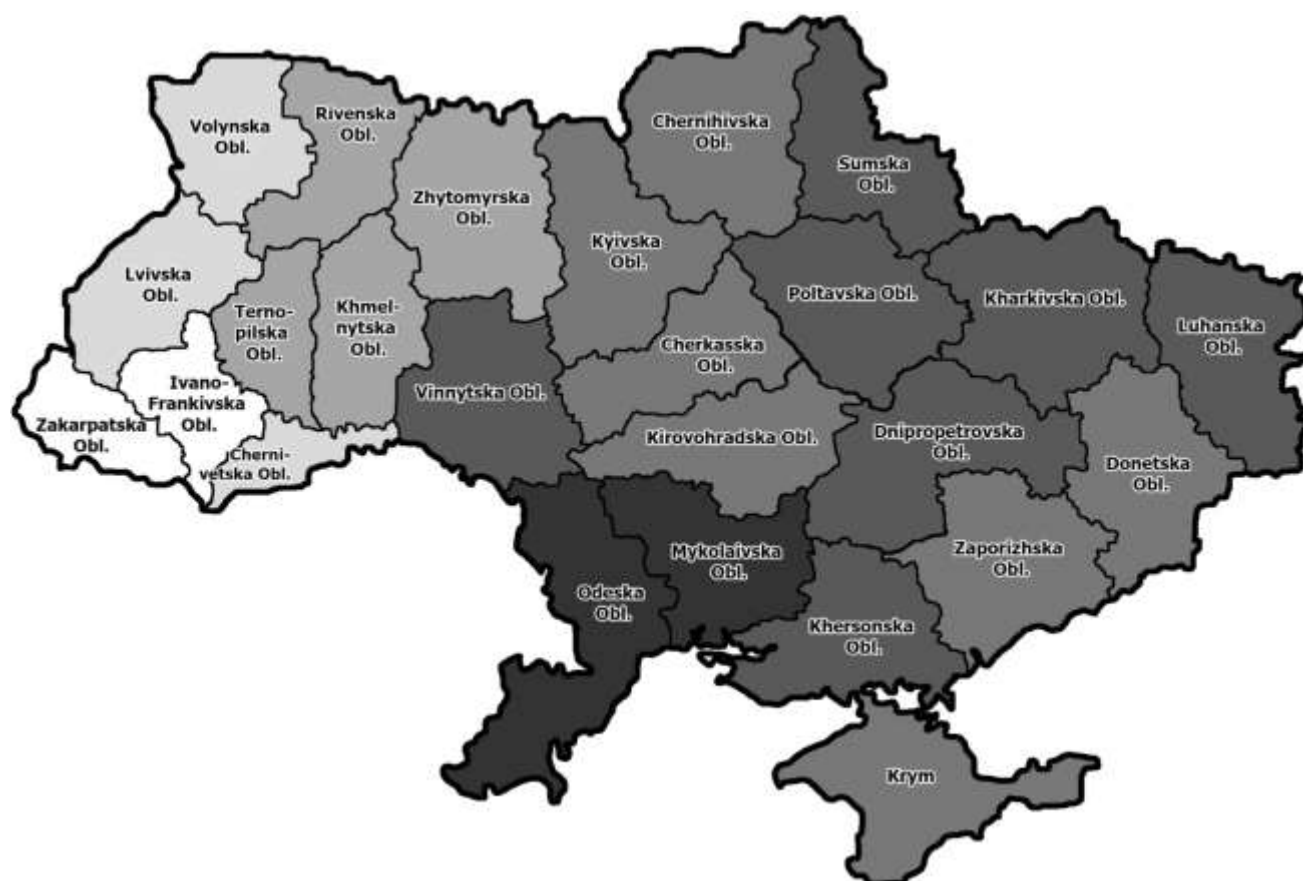 Volynska
Obl.
Rivenska
Obl.
Zhytomyrska
Obl.
Chernihivska
Obl.
Sumska
Obl.
Kyivska
Obl.
Lvivska
Obl.
Terno-
pilska
Obl.
Khmel-
nytska
Obl.
Poltavska Obl.
Kharkivska Obl.
Luhanska
Obl.
Cherkasska
Obl.
Vinnytska Obl.
Ivano-
Frankivska
Obl.
Zakarpatska
Obl.
Cherni-
vetska Obl.
Kirovohradska Obl.
Dnipropetrovska
Obl.
Donetska
Obl.
Mykolaivska
Obl.
Zaporizhska
Obl.
Odeska
Obl.
Khersonska
Obl.
Krym